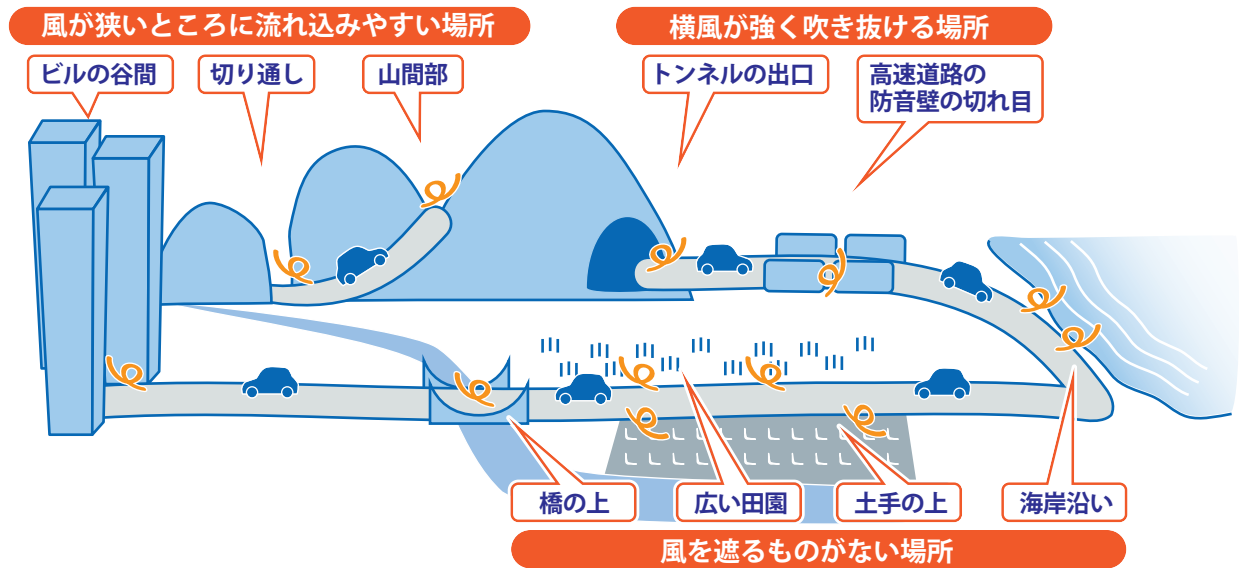 風が狭いところに流れ込みやすい場所
横風が強く吹き抜ける場所
ビルの谷間
切り通し
山間部
トンネルの出口
高速道路の
防音壁の切れ目
橋の上
広い田園
土手の上
海岸沿い
風を遮るものがない場所